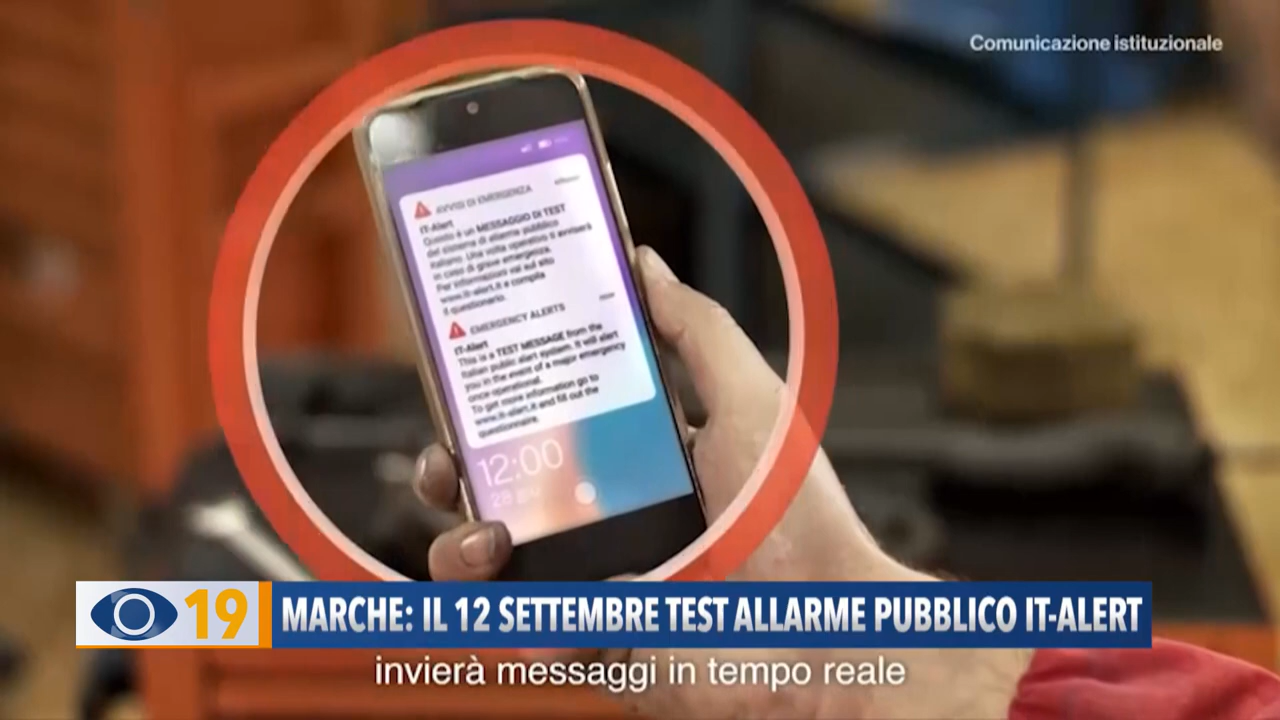 Comunicazione istituzionale
AVVISI DI EMERGENZA
IT-Alert
Questo è un MESSAGGIO DI TEST
del sistema di allarme pubblico
italiano. Una volta operativo ti avviserà
in caso di grave emergenza.
Per informazioni vai sul sito
www.it-alert.it e compila
il questionario.
EMERGENCY ALERTS
IT-Alert
This is a TEST MESSAGE from the
Italian public alert system. It will alert
you in the event of a major emergency
once operational.
To get more information go to
www.it-alert.it and fill out the
questionnaire.
12:00
28
19
MARCHE: IL 12 SETTEMBRE TEST ALLARME PUBBLICO IT-ALERT
invierà messaggi in tempo reale